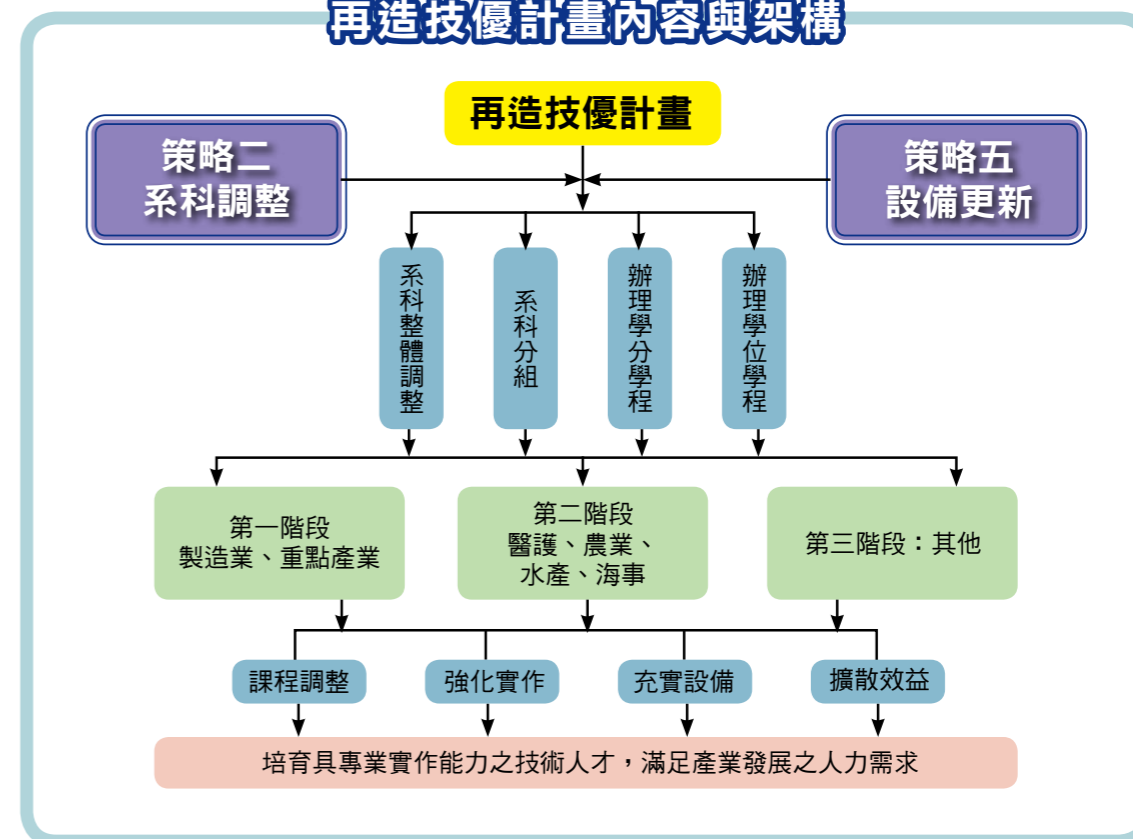 再造技優計畫內容與架構
再造技優計畫
策略二
系科調整
策略五
設備更新
系科整體調整
系科分組
辦理學分學程
辦理學位學程
第一階段
製造業、重點產業
第二階段
醫護、農業、
水產、海事
第三階段：其他
課程調整
強化實作
充實設備
擴散效益
培育具專業實作能力之技術人才，滿足產業發展之人力需求